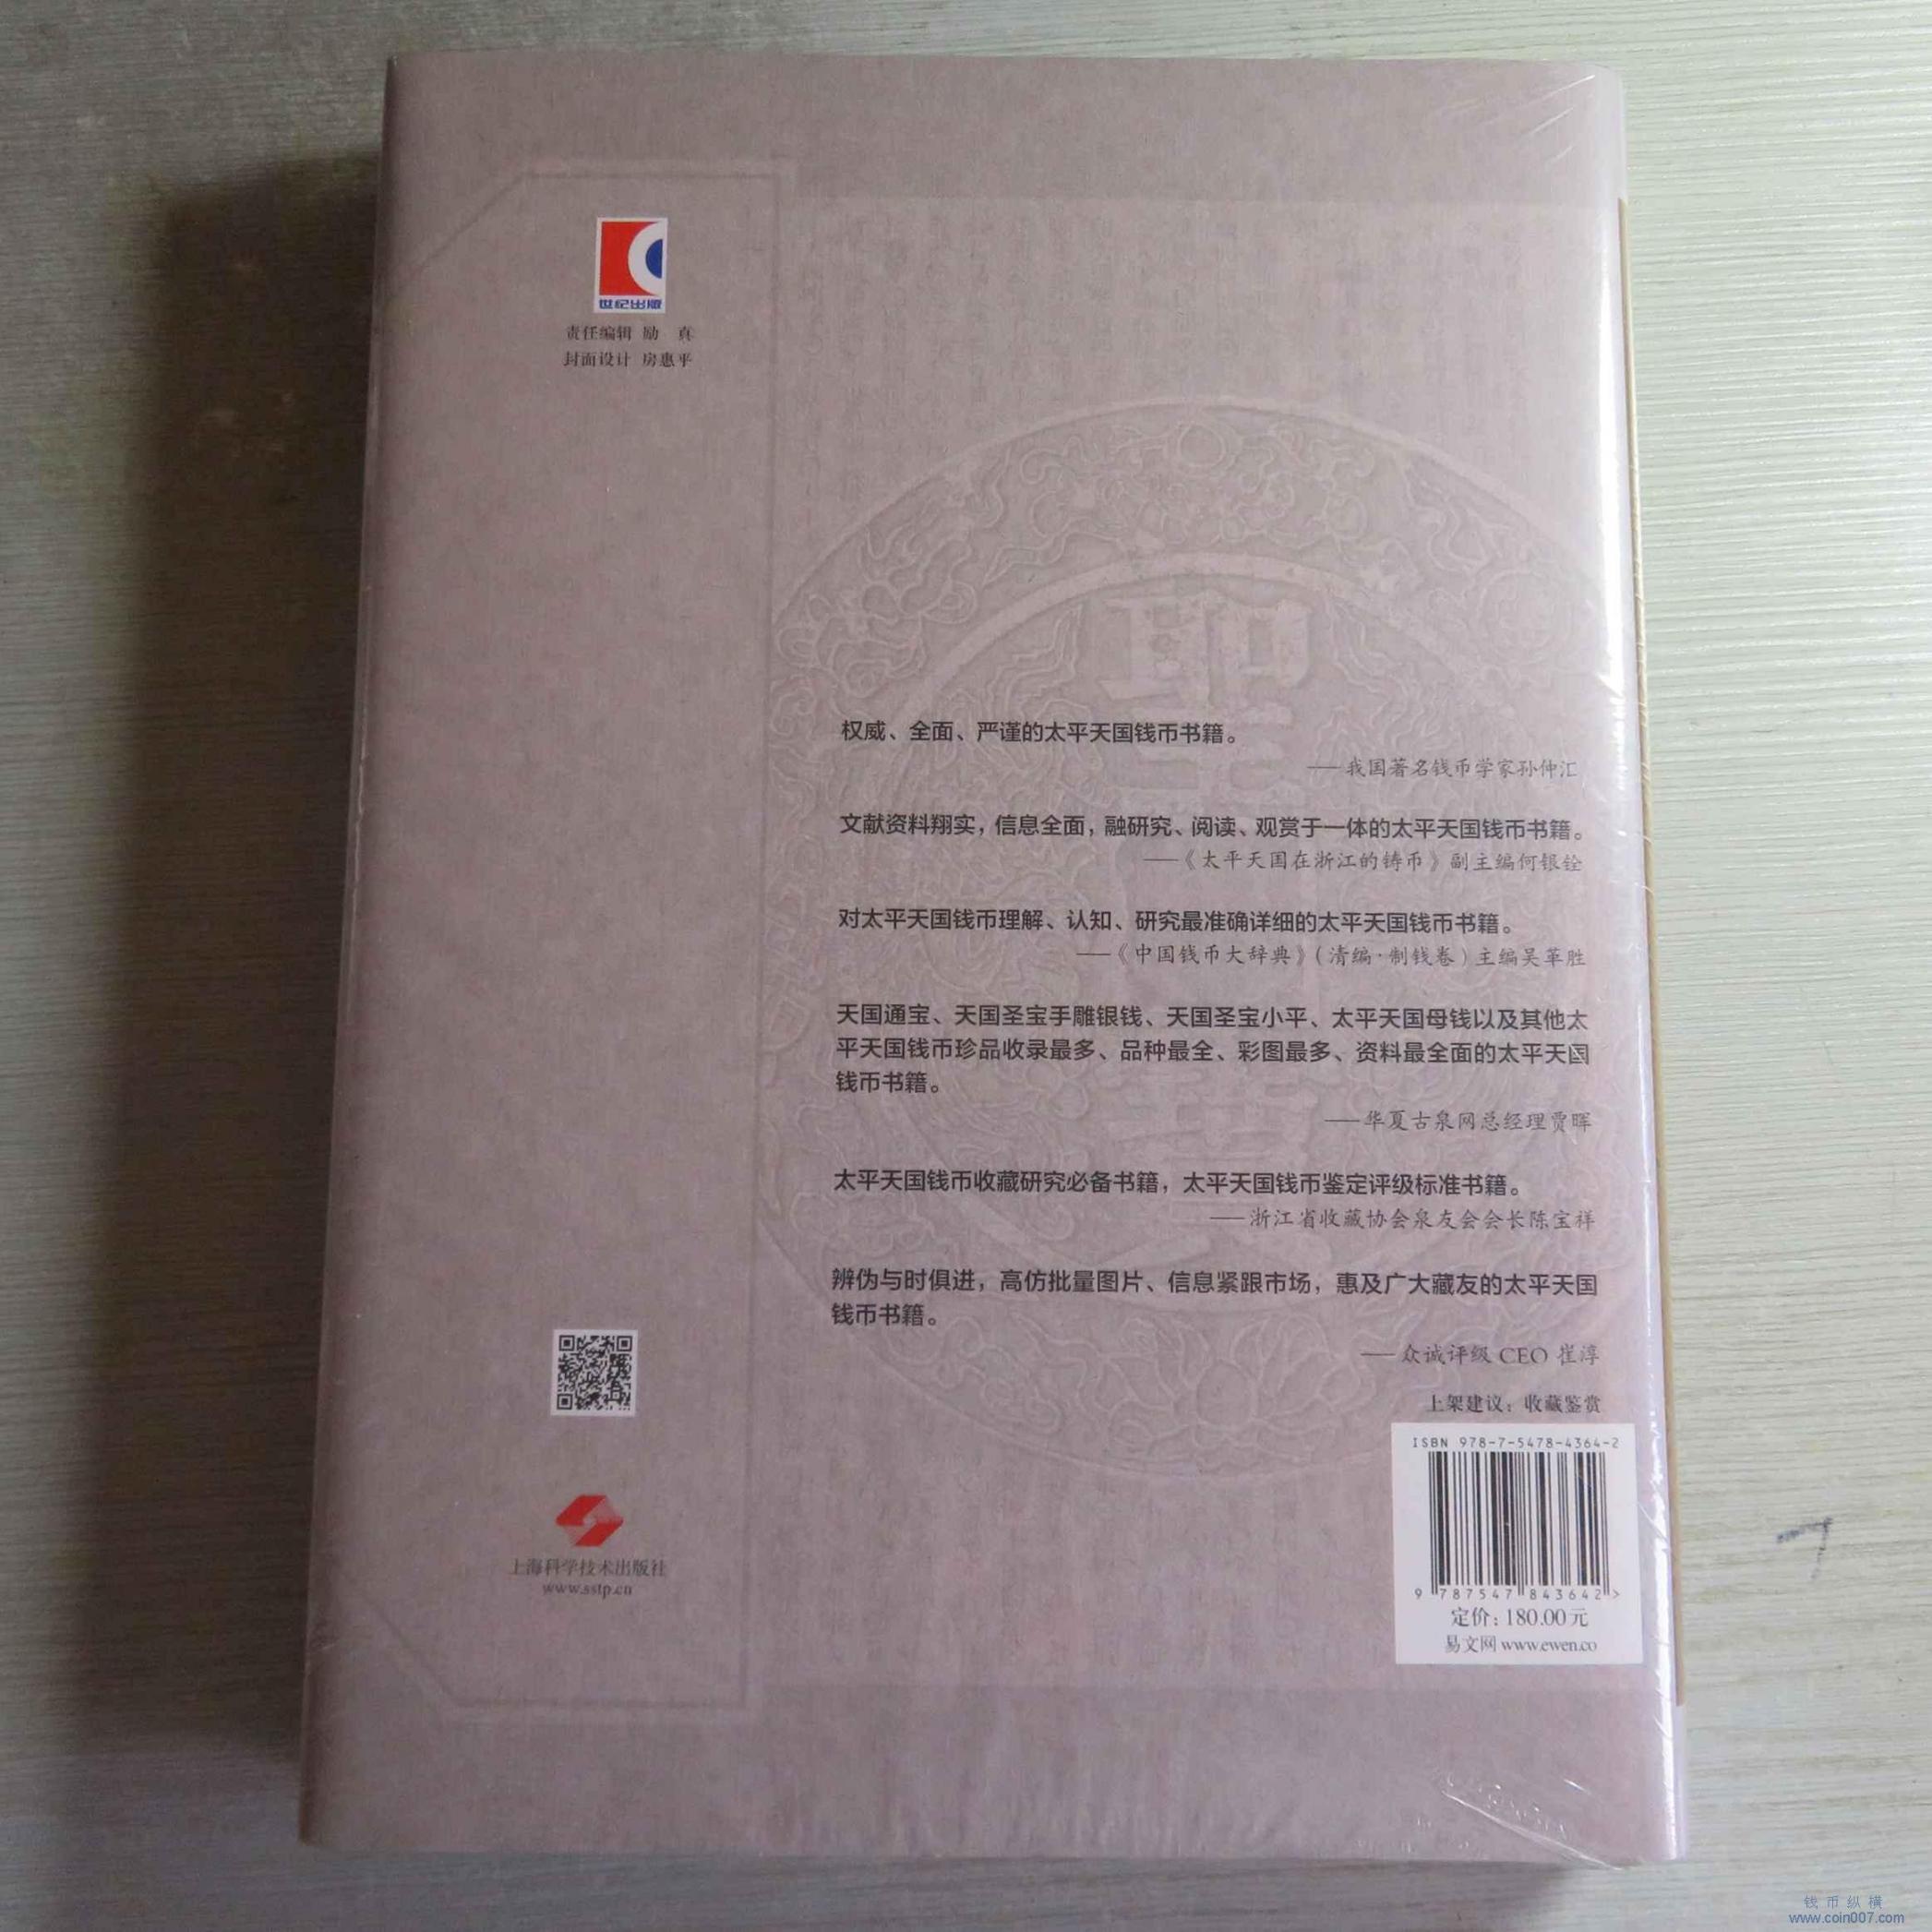 世纪出版
责任编辑 励 真
封面设计 房惠平
聖
权威、全面、严谨的太平天国钱币书籍。
——我国著名钱币学家孙仲汇
文献资料翔实，信息全面，融研究、阅读、观赏于一体的太平天国钱币书籍。
——《太平天国在浙江的铸币》副主编何银铨
对太平天国钱币理解、认知、研究最准确详细的太平天国钱币书籍。
——《中国钱币大辞典》（清编·制钱卷）主编吴革胜
天国通宝、天国圣宝手雕银钱、天国圣宝小平、太平天国母钱以及其他太
平天国钱币珍品收录最多、品种最全、彩图最多、资料最全面的太平天国
钱币书籍。
——华夏古泉网总经理贾晖
太平天国钱币收藏研究必备书籍，太平天国钱币鉴定评级标准书籍。
——浙江省收藏协会泉友会会长陈宝祥
辨伪与时俱进，高仿批量图片、信息紧跟市场，惠及广大藏友的太平天国
钱币书籍。
——众诚评级 CEO 崔淳
上架建议：收藏鉴赏
ISBN 978-7-5478-4364-2
9 787547 843642 >
定价：180.00元
易文网 www.ewen.co
上海科学技术出版社
www.sstp.cn
钱币纵横
www.coin007.com